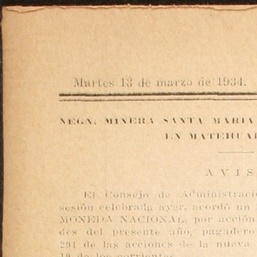 Martes 13 de marzo de 1934.
NEGN. MINERA SANTA MARIA
EN MATEHUA
AVIS
El Consejo de Administraci
sesión celebrada ayer, acordó un
MONEDA NACIONAL, por acción
des del presente año, pagadero
291 de las acciones de la nueva
19 de los corrientes